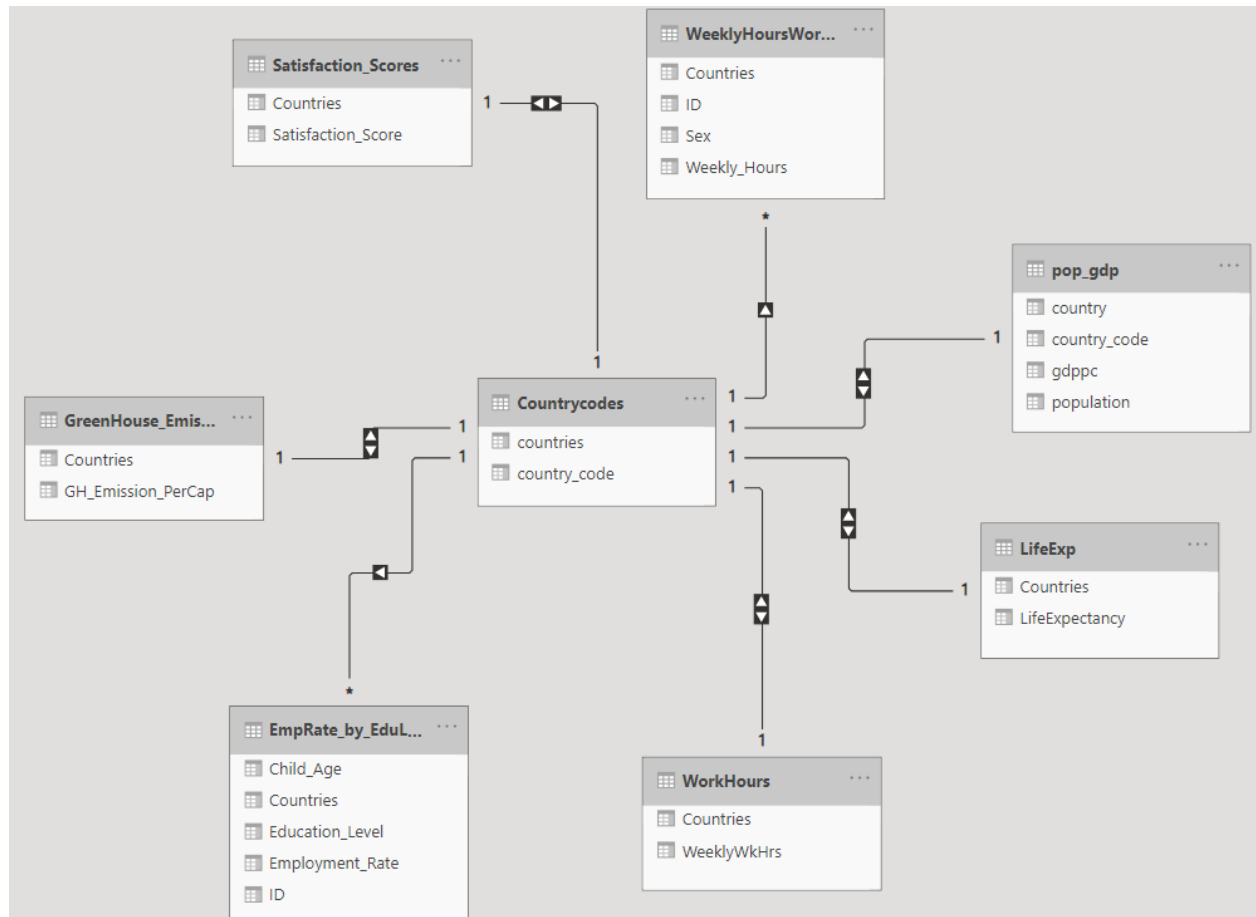 Satisfaction_Scores ...
Countries
Satisfaction_Score
WeeklyHoursWor... ...
Countries
ID
Sex
Weekly_Hours
pop_gdp ...
country
country_code
gdppc
population
Countrycodes ...
countries
country_code
GreenHouse_Emis... ...
Countries
GH_Emission_PerCap
LifeExp ...
Countries
LifeExpectancy
EmpRate_by_EduL... ...
Child_Age
Countries
Education_Level
Employment_Rate
ID
WorkHours ...
Countries
WeeklyWkHrs
1
1
*
1
1
1
1
1
1
1
1
1
*
1